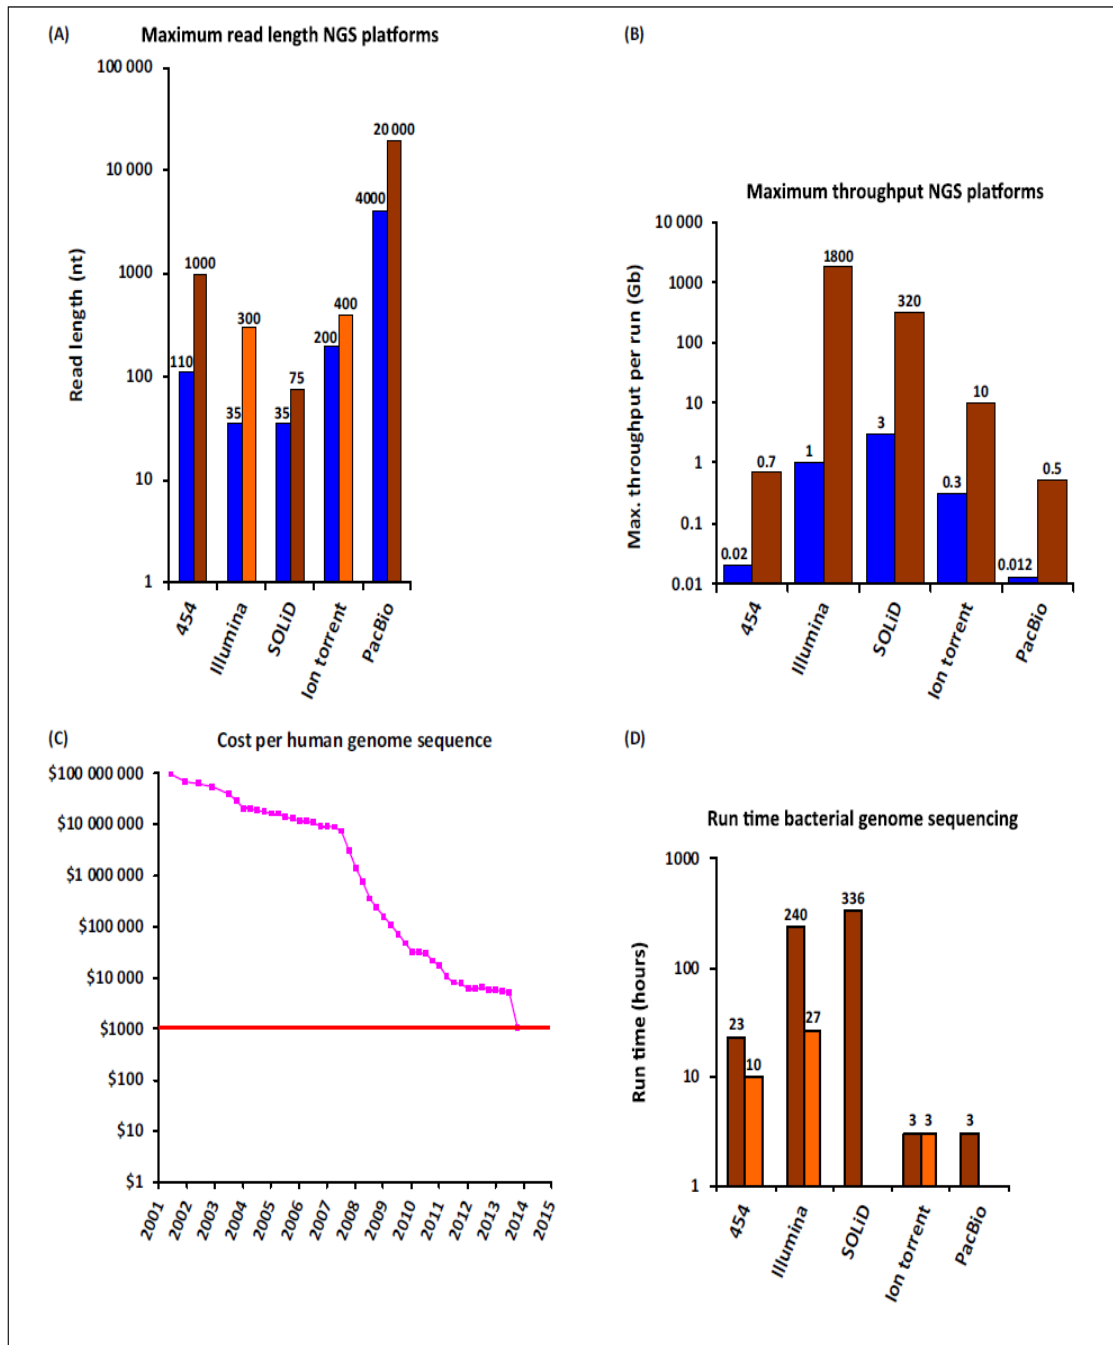 (A)
Maximum read length NGS platforms
100 000
10 000
1000
100
10
1
Read length (nt)
110
1000
35
300
35
75
200
400
4000
20 000
454
Illumina
SOLiD
Ion torrent
PacBio
(B)
Maximum throughput NGS platforms
10 000
1000
100
10
1
0.1
0.01
Max. throughput per run (Gb)
0.02
0.7
1
1800
3
320
0.3
10
0.012
0.5
454
Illumina
SOLiD
Ion torrent
PacBio
(C)
Cost per human genome sequence
$100 000 000
$10 000 000
$1 000 000
$100 000
$10 000
$1000
$100
$10
$1
2001
2002
2003
2004
2005
2006
2007
2008
2009
2010
2011
2012
2013
2014
2015
(D)
Run time bacterial genome sequencing
1000
100
10
1
Run time (hours)
23
10
240
27
336
3
3
3
454
Illumina
SOLiD
Ion torrent
PacBio